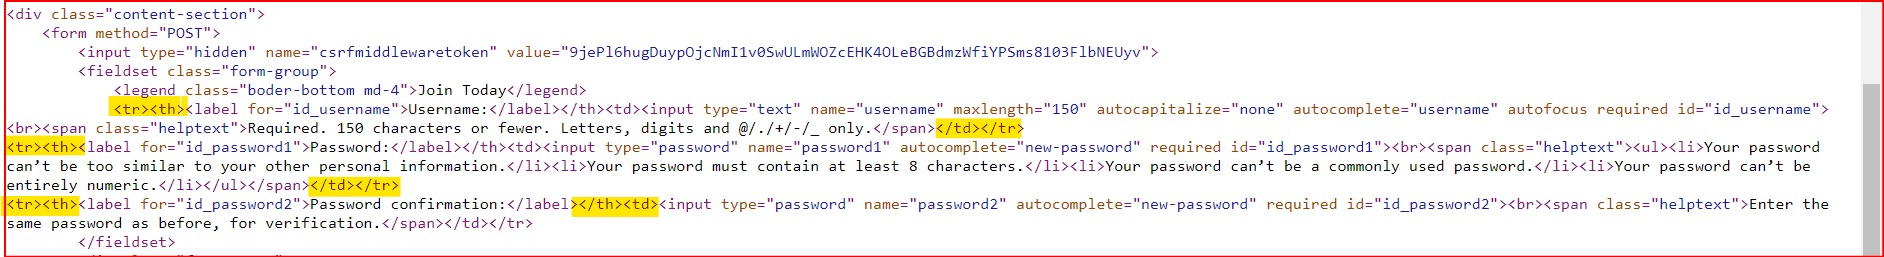 <div class="content-section">
<form method="POST">
<input type="hidden" name="csrfmiddlewaretoken" value="9jePl6hugDuypOjcNmI1v0SwULmWOZcEHK4OLeBGBdmzWfiYPSms8103FlbNEUyv">
<fieldset class="form-group">
<legend class="boder-bottom md-4">Join Today</legend>
<tr><th><label for="id_username">Username:</label></th><td><input type="text" name="username" maxlength="150" autocapitalize="none" autocomplete="username" autofocus required id="id_username">
<br><span class="helptext">Required. 150 characters or fewer. Letters, digits and @/./+/-/_ only.</span></td></tr>
<tr><th><label for="id_password1">Password:</label></th><td><input type="password" name="password1" autocomplete="new-password" required id="id_password1"><br><span class="helptext"><ul><li>Your password
can’t be too similar to your other personal information.</li><li>Your password must contain at least 8 characters.</li><li>Your password can’t be a commonly used password.</li><li>Your password can’t be
entirely numeric.</li></ul></span></td></tr>
<tr><th><label for="id_password2">Password confirmation:</label></th><td><input type="password" name="password2" autocomplete="new-password" required id="id_password2"><br><span class="helptext">Enter the
same password as before, for verification.</span></td></tr>
</fieldset>